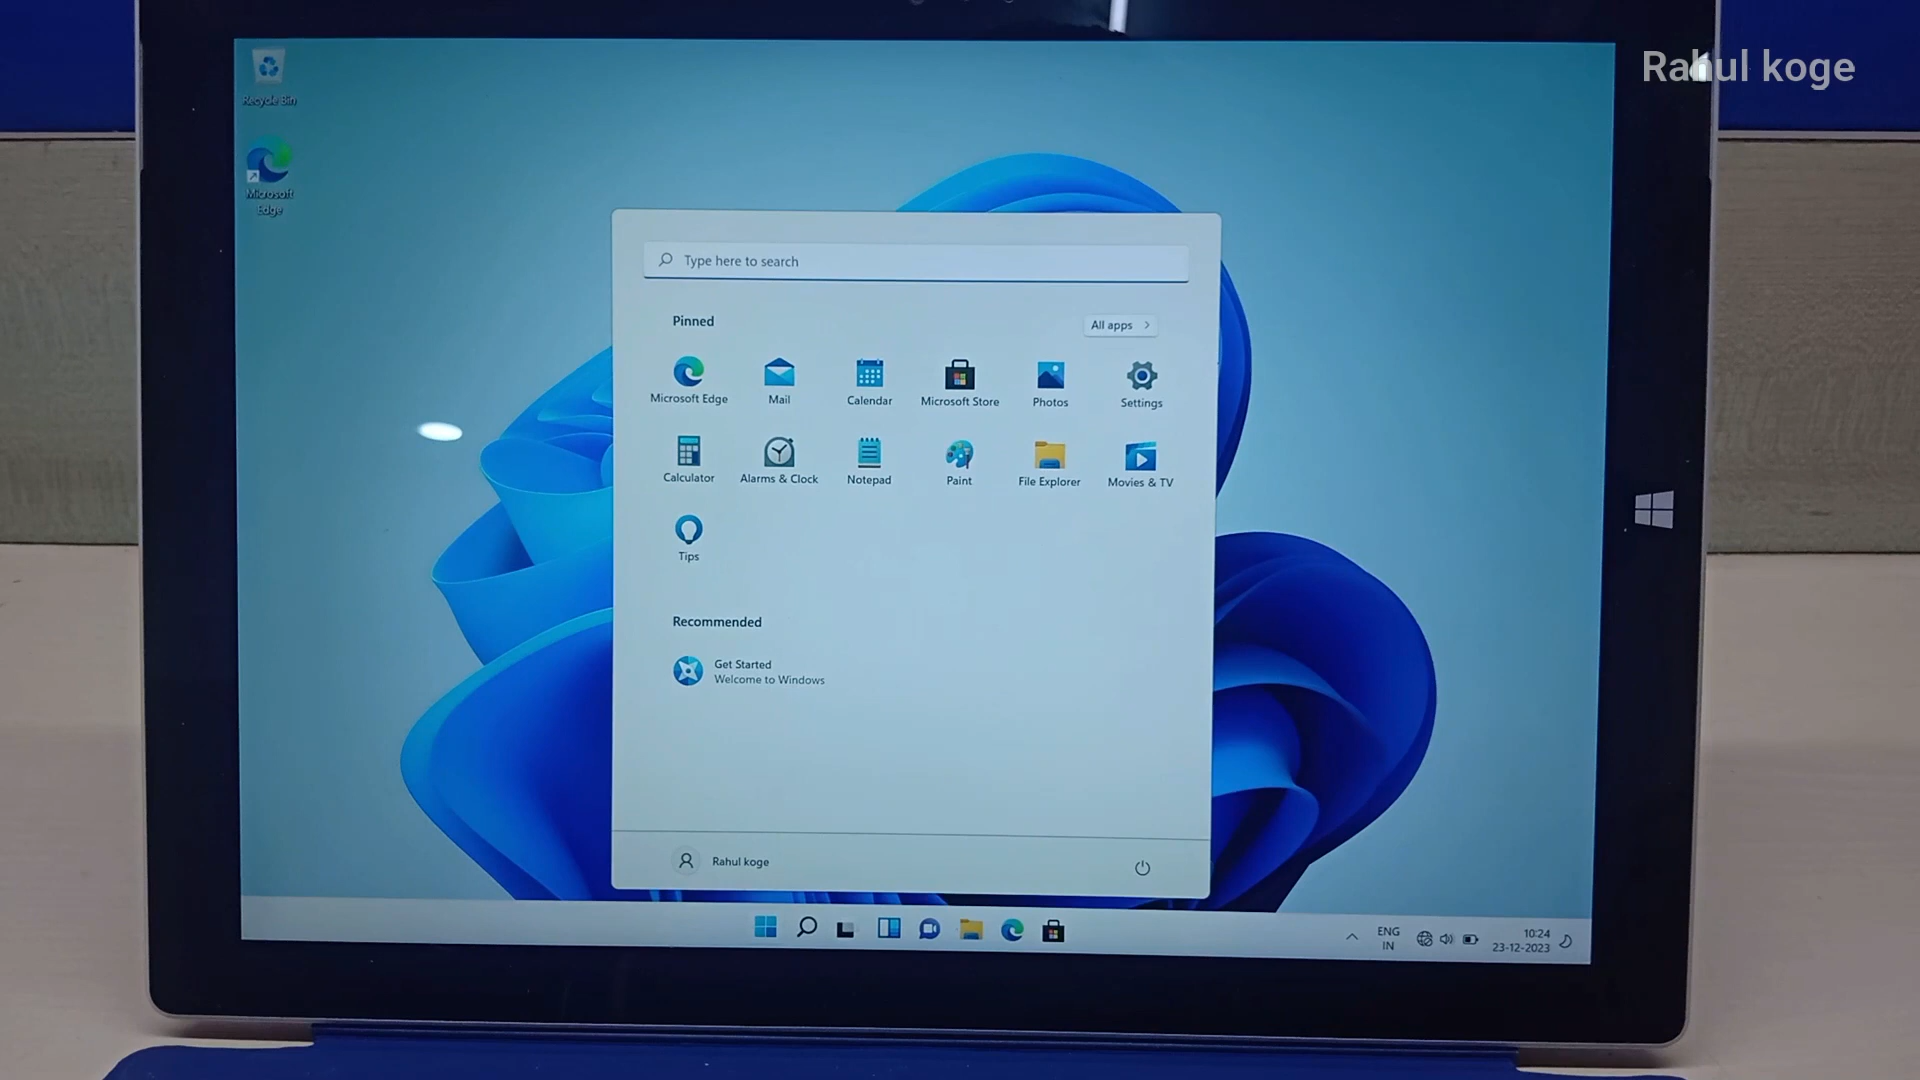 Rahul koge
Recycle Bin
Microsoft
Edge
Type here to search
Pinned
All apps
Microsoft Edge
Mail
Calendar
Microsoft Store
Photos
Settings
Calculator
Alarms & Clock
Notepad
Paint
File Explorer
Movies & TV
Tips
Recommended
Get Started
Welcome to Windows
Rahul koge
ENG
IN
10:24
23-12-2023